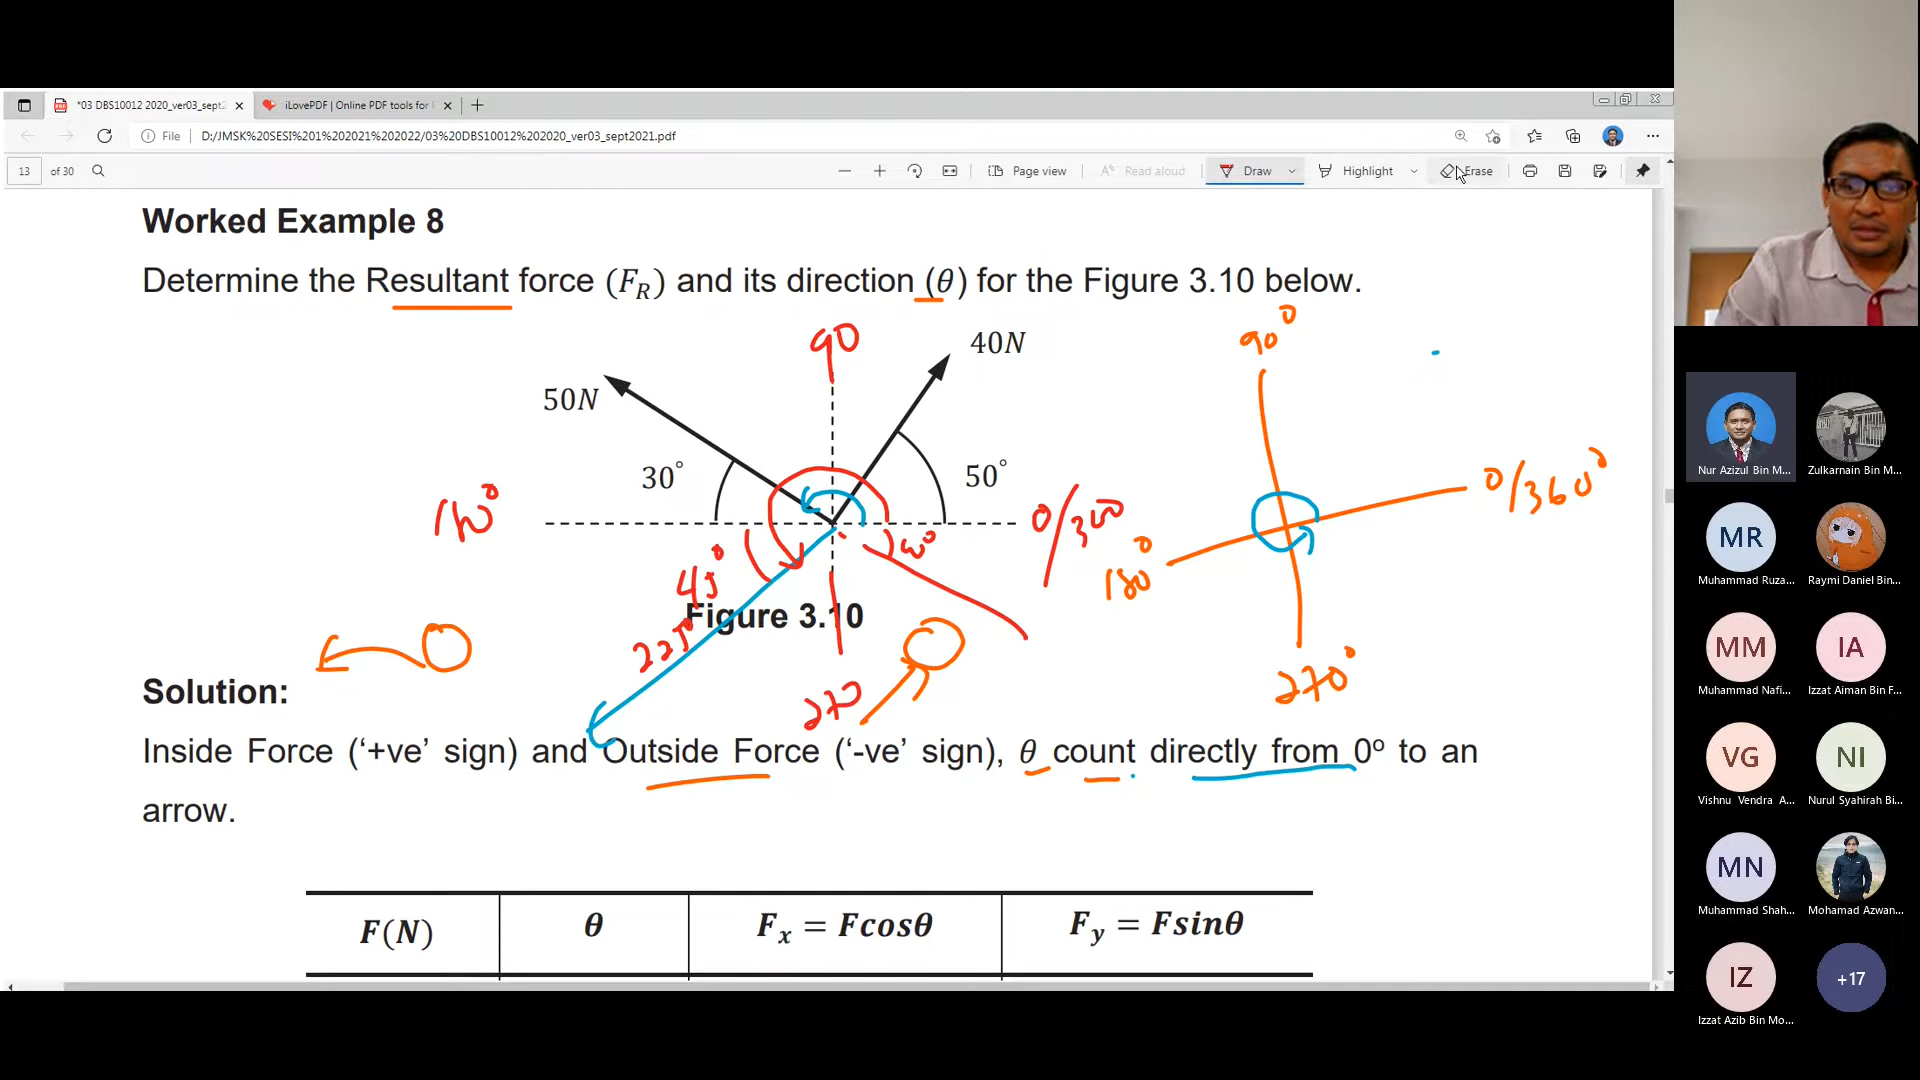 *03 DBS10012 2020_ver03_sept2
iLovePDF | Online PDF tools for
File D:/JMSK%20SESI%201%202021%202022/03%20DBS10012%202020_ver03_sept2021.pdf
13 of 30 Page view Read aloud Draw Highlight Erase
Worked Example 8
Determine the Resultant force (F_R) and its direction (θ) for the Figure 3.10 below.
90
40N
90°
50N
30°
50°
0/360°
180°
0/360
45°
180°
Figure 3.10
225°
270
270°
Solution:
Inside Force (‘+ve’ sign) and Outside Force (‘-ve’ sign), θ count directly from 0º to an
arrow.
F(N) θ F_x = Fcosθ F_y = Fsinθ
Nur Azizul Bin M...
Zulkarnain Bin M...
MR
Muhammad Ruza...
Raymi Daniel Bin...
MM
Muhammad Nafi...
IA
Izzat Aiman Bin F...
VG
Vishnu Vendra A...
NI
Nurul Syahirah Bi...
MN
Muhammad Shah...
Mohamad Azwan...
IZ
Izzat Azib Bin Mo...
+17